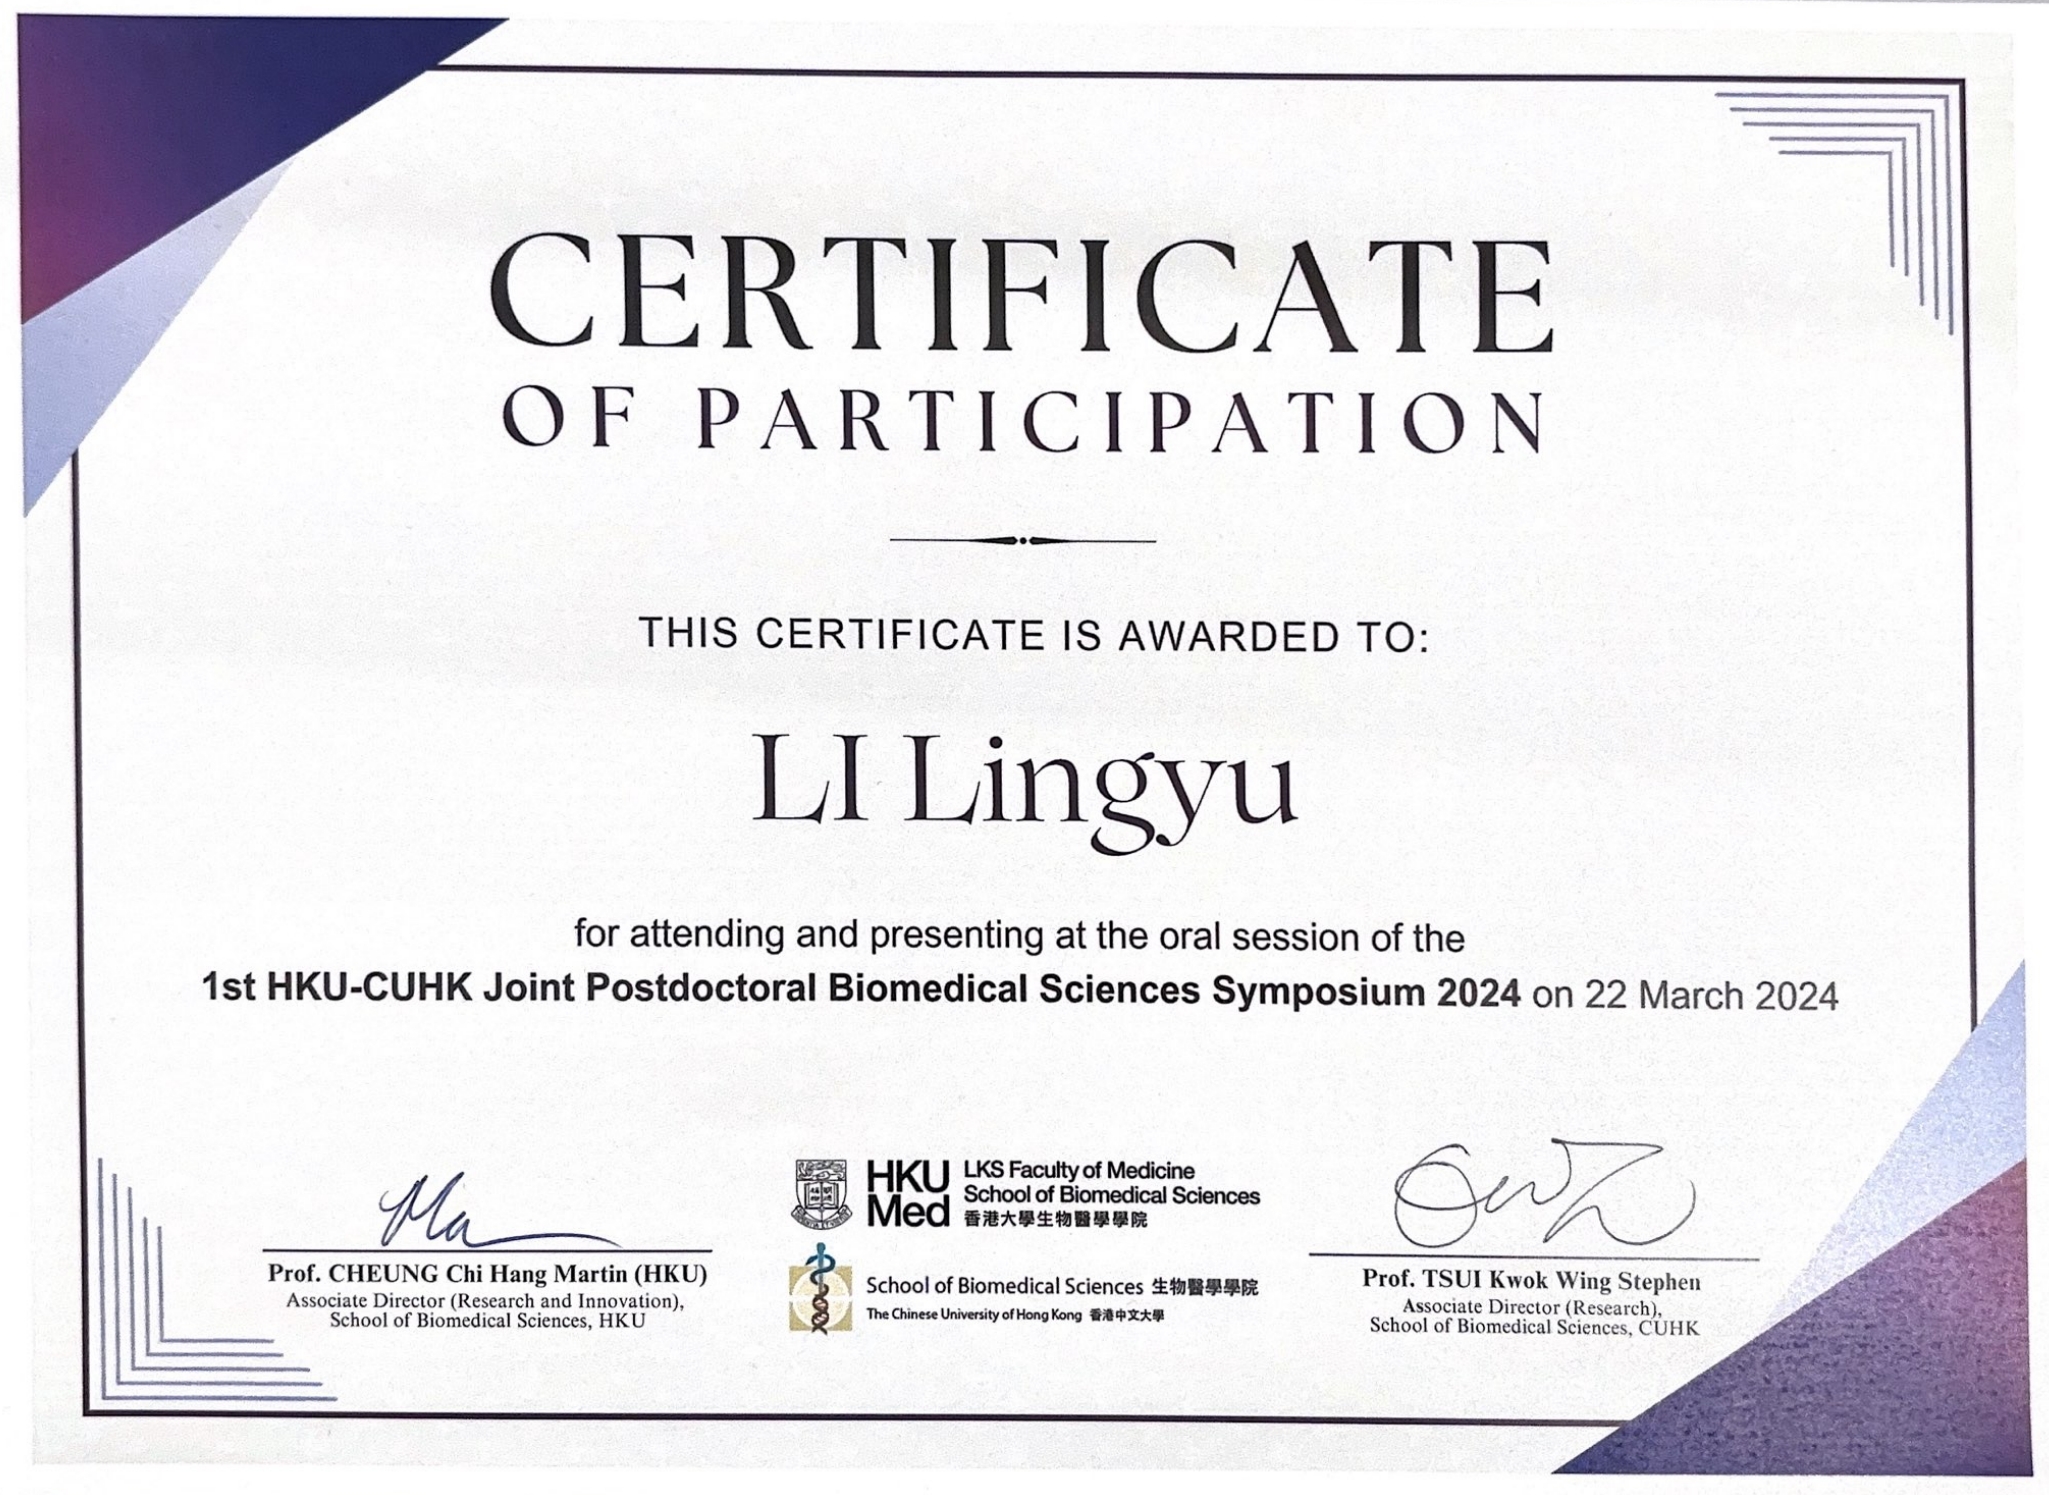 CERTIFICATE
OF PARTICIPATION
THIS CERTIFICATE IS AWARDED TO:
LI Lingyu
for attending and presenting at the oral session of the
1st HKU-CUHK Joint Postdoctoral Biomedical Sciences Symposium 2024 on 22 March 2024
Prof. CHEUNG Chi Hang Martin (HKU)
Associate Director (Research and Innovation),
School of Biomedical Sciences, HKU
HKU
Med
LKS Faculty of Medicine
School of Biomedical Sciences
香港大學生物醫學學院
School of Biomedical Sciences 生物醫學學院
The Chinese University of Hong Kong 香港中文大學
Prof. TSUI Kwok Wing Stephen
Associate Director (Research),
School of Biomedical Sciences, CUHK